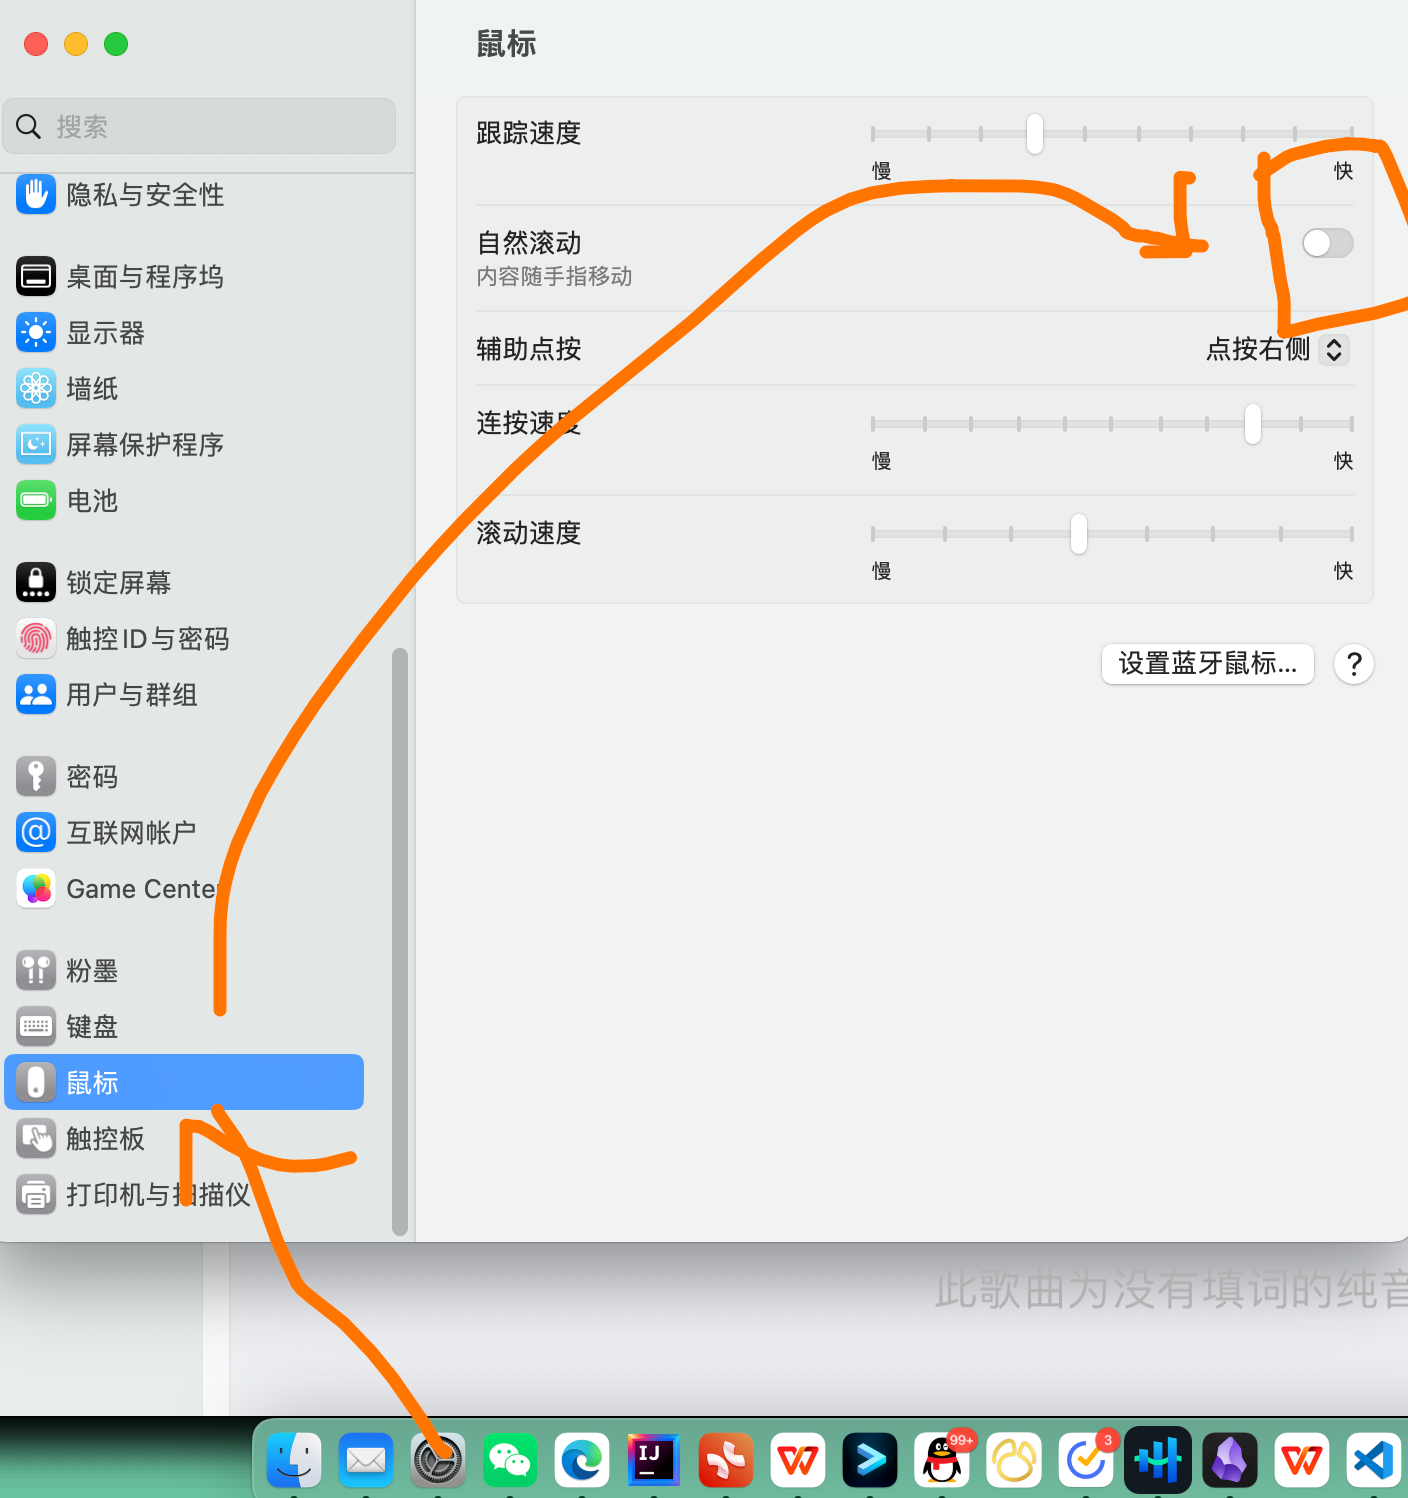 鼠标
搜索
隐私与安全性
桌面与程序坞
显示器
墙纸
屏幕保护程序
电池
锁定屏幕
触控 ID 与密码
用户与群组
密码
互联网帐户
Game Center
粉墨
键盘
鼠标
触控板
打印机与扫描仪
跟踪速度
慢 快
自然滚动
内容随手指移动
辅助点按 点按右侧
连按速度
慢 快
滚动速度
慢 快
设置蓝牙鼠标... ?
此歌曲为没有填词的纯音
IJ
99+
3